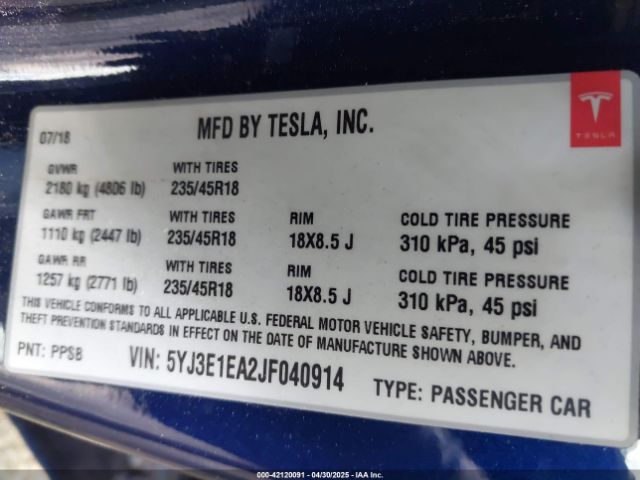 07/18
MFD BY TESLA, INC.
TESLA
GVWR
2180 kg (4806 lb)
WITH TIRES
235/45R18
GAWR FRT
1110 kg (2447 lb)
WITH TIRES
235/45R18
RIM
18X8.5 J
COLD TIRE PRESSURE
310 kPa, 45 psi
GAWR RR
1257 kg (2771 lb)
WITH TIRES
235/45R18
RIM
18X8.5 J
COLD TIRE PRESSURE
310 kPa, 45 psi
THIS VEHICLE CONFORMS TO ALL APPLICABLE U.S. FEDERAL MOTOR VEHICLE SAFETY, BUMPER, AND
THEFT PREVENTION STANDARDS IN EFFECT ON THE DATE OF MANUFACTURE SHOWN ABOVE.
PNT: PPSB
VIN: 5YJ3E1EA2JF040914
TYPE: PASSENGER CAR
000-42120091 - 04/30/2025 - IAA Inc.